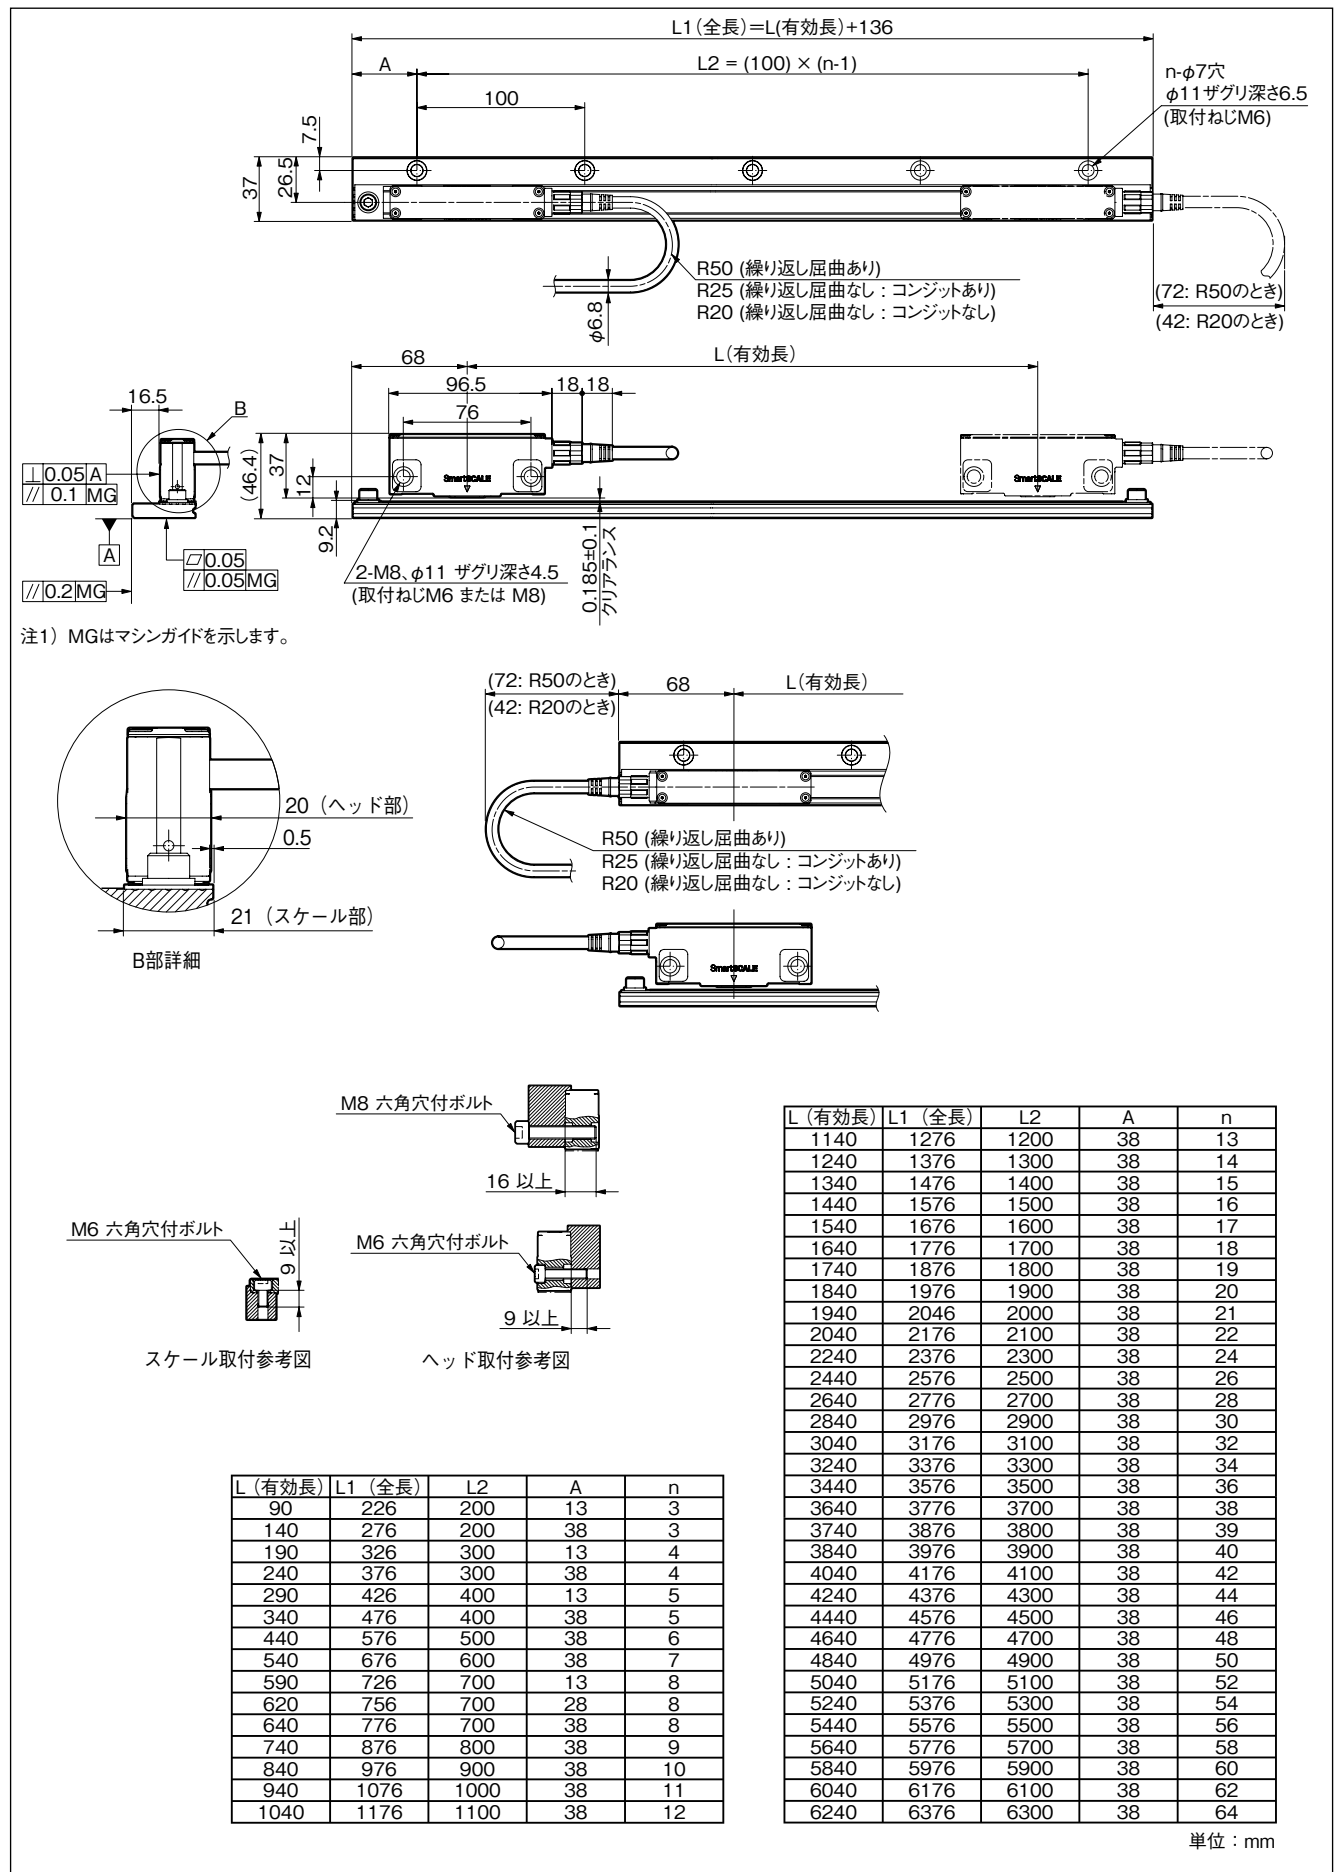 L1(全長)=L(有効長)+136
A
L2 = (100) × (n-1)
100
n-φ7穴
φ11ザグリ深さ6.5
(取付ねじM6)
7.5
26.5
37
R50 (繰り返し屈曲あり)
R25 (繰り返し屈曲なし：コンジットあり)
R20 (繰り返し屈曲なし：コンジットなし)
φ6.8
(72: R50のとき)
(42: R20のとき)
68
L(有効長)
96.5
18
18
76
16.5
B
⊥ 0.05 A
// 0.1 MG
(46.4)
37
12
9.2
SmartSCALE
SmartSCALE
A
▱ 0.05
// 0.05 MG
// 0.2 MG
2-M8、φ11 ザグリ深さ4.5
(取付ねじM6 または M8)
0.185±0.1
クリアランス
注1） MGはマシンガイドを示します。
(72: R50のとき)
(42: R20のとき)
68
L(有効長)
20（ヘッド部）
0.5
21（スケール部）
B部詳細
R50 (繰り返し屈曲あり)
R25 (繰り返し屈曲なし：コンジットあり)
R20 (繰り返し屈曲なし：コンジットなし)
SmartSCALE
M8 六角穴付ボルト
16 以上
M6 六角穴付ボルト
9 以上
スケール取付参考図
M6 六角穴付ボルト
9 以上
ヘッド取付参考図
L（有効長） L1（全長） L2 A n
90 226 200 13 3
140 276 200 38 3
190 326 300 13 4
240 376 300 38 4
290 426 400 13 5
340 476 400 38 5
440 576 500 38 6
540 676 600 38 7
590 726 700 13 8
620 756 700 28 8
640 776 700 38 8
740 876 800 38 9
840 976 900 38 10
940 1076 1000 38 11
1040 1176 1100 38 12
L（有効長） L1（全長） L2 A n
1140 1276 1200 38 13
1240 1376 1300 38 14
1340 1476 1400 38 15
1440 1576 1500 38 16
1540 1676 1600 38 17
1640 1776 1700 38 18
1740 1876 1800 38 19
1840 1976 1900 38 20
1940 2046 2000 38 21
2040 2176 2100 38 22
2240 2376 2300 38 24
2440 2576 2500 38 26
2640 2776 2700 38 28
2840 2976 2900 38 30
3040 3176 3100 38 32
3240 3376 3300 38 34
3440 3576 3500 38 36
3640 3776 3700 38 38
3740 3876 3800 38 39
3840 3976 3900 38 40
4040 4176 4100 38 42
4240 4376 4300 38 44
4440 4576 4500 38 46
4640 4776 4700 38 48
4840 4976 4900 38 50
5040 5176 5100 38 52
5240 5376 5300 38 54
5440 5576 5500 38 56
5640 5776 5700 38 58
5840 5976 5900 38 60
6040 6176 6100 38 62
6240 6376 6300 38 64
単位：mm